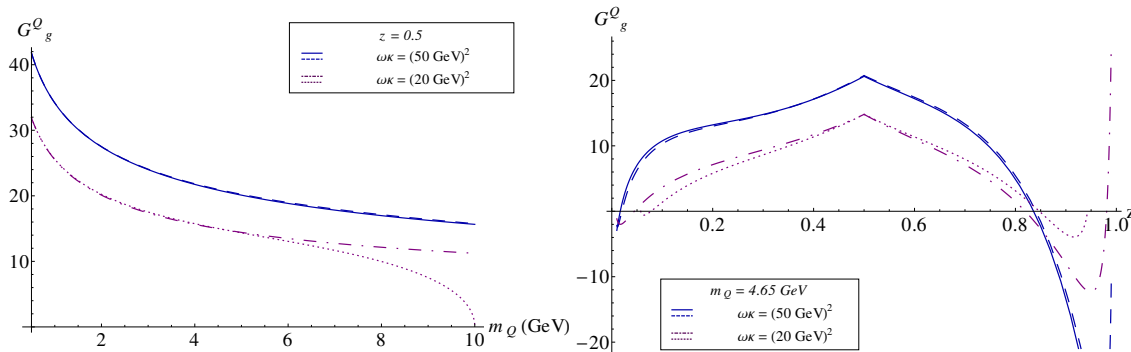 G^Q_g
z = 0.5
ωκ = (50 GeV)²
ωκ = (20 GeV)²
40
30
20
10
2
4
6
8
10
m_Q (GeV)
G^Q_g
20
10
0.2
0.4
0.6
0.8
1.0
z
−10
−20
m_Q = 4.65 GeV
ωκ = (50 GeV)²
ωκ = (20 GeV)²